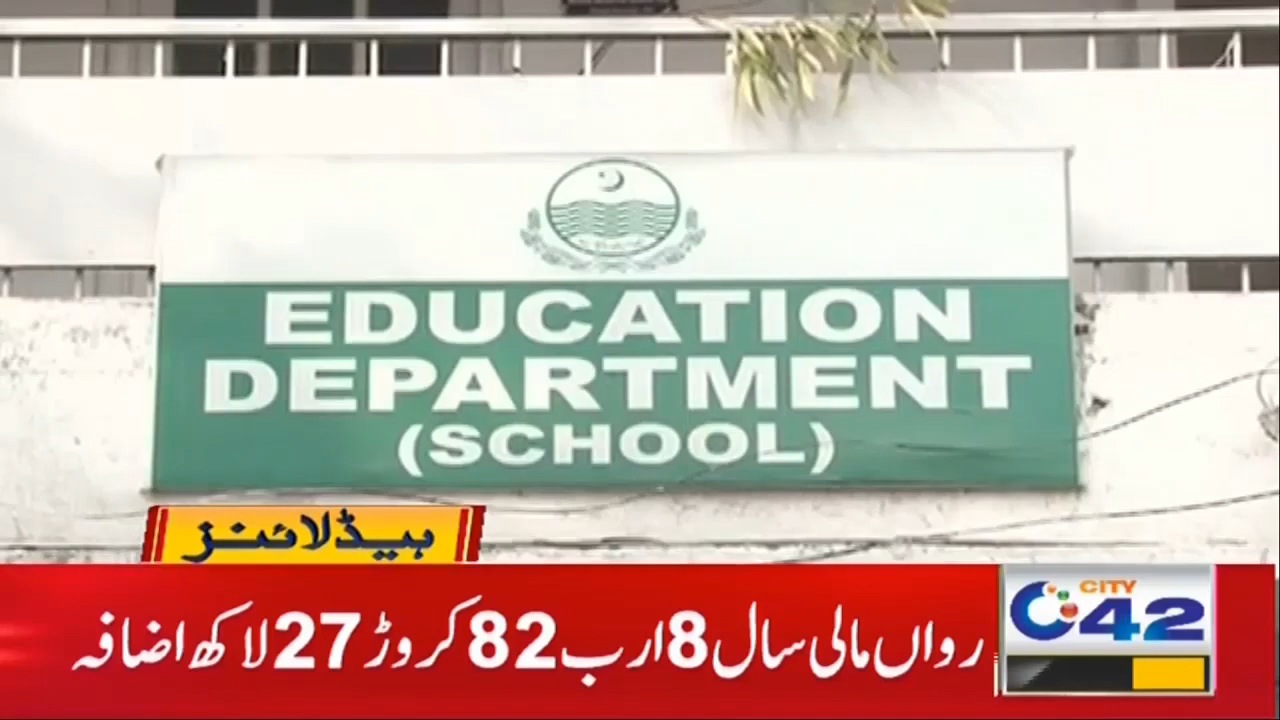 EDUCATION
DEPARTMENT
(SCHOOL)
ہیڈلائنز
رواں مالی سال 8 ارب 82 کروڑ 27 لاکھ اضافہ
CITY
42